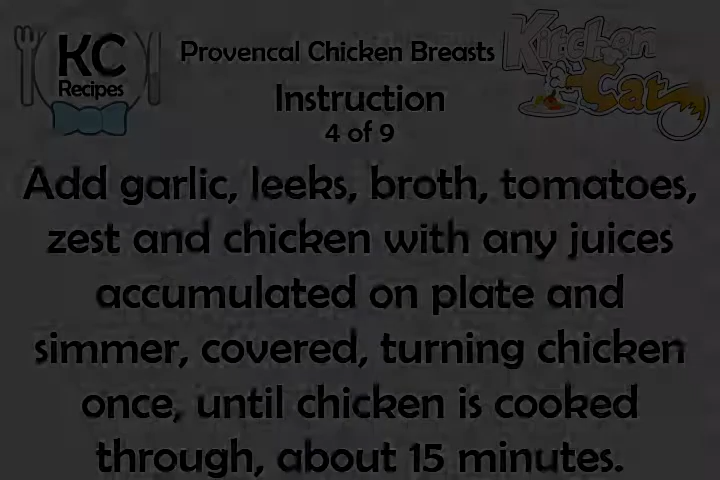 KC
Recipes
Provencal Chicken Breasts
Kitchen
Cat
Instruction
4 of 9
Add garlic, leeks, broth, tomatoes,
zest and chicken with any juices
accumulated on plate and
simmer, covered, turning chicken
once, until chicken is cooked
through, about 15 minutes.